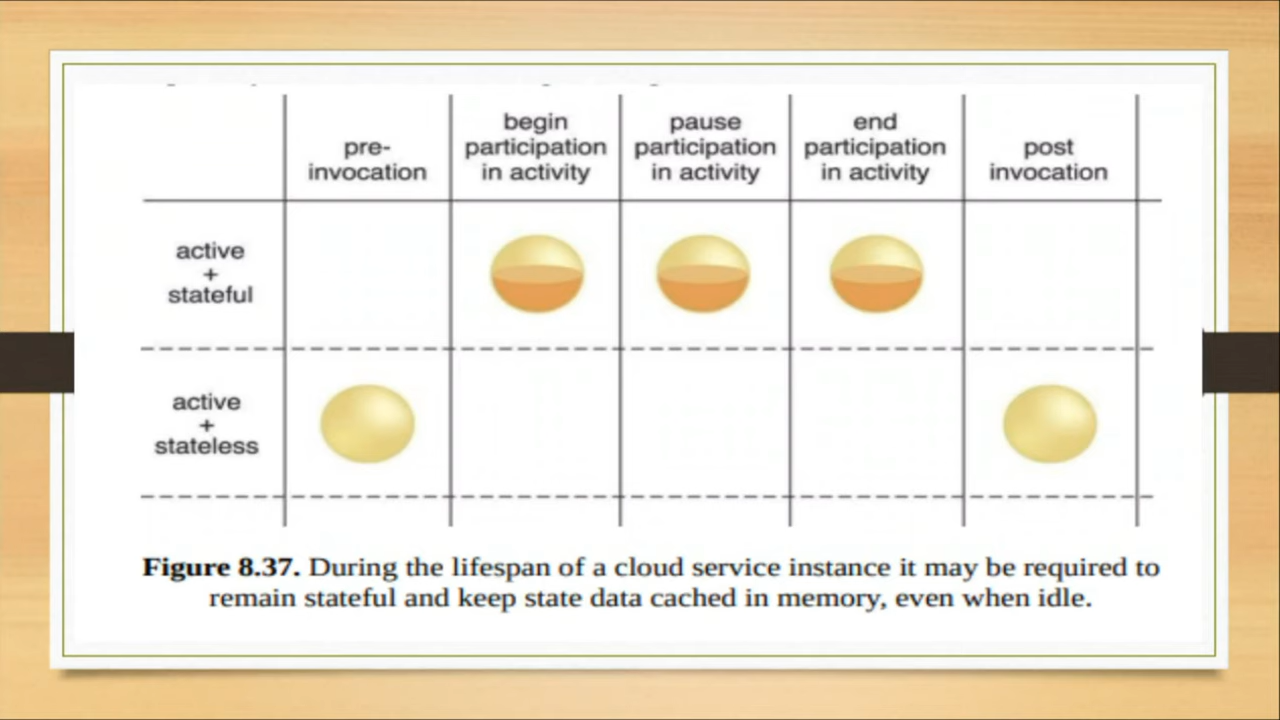 pre-
invocation
begin
participation
in activity
pause
participation
in activity
end
participation
in activity
post
invocation
active
+
stateful
active
+
stateless
Figure 8.37. During the lifespan of a cloud service instance it may be required to
remain stateful and keep state data cached in memory, even when idle.